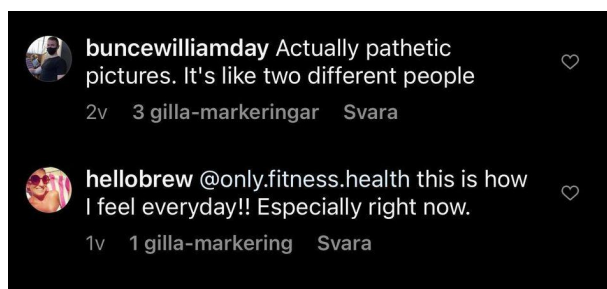 buncewilliamday Actually pathetic
pictures. It's like two different people
2v 3 gilla-markeringar Svara
hellobrew @only.fitness.health this is how
I feel everyday!! Especially right now.
1v 1 gilla-markering Svara